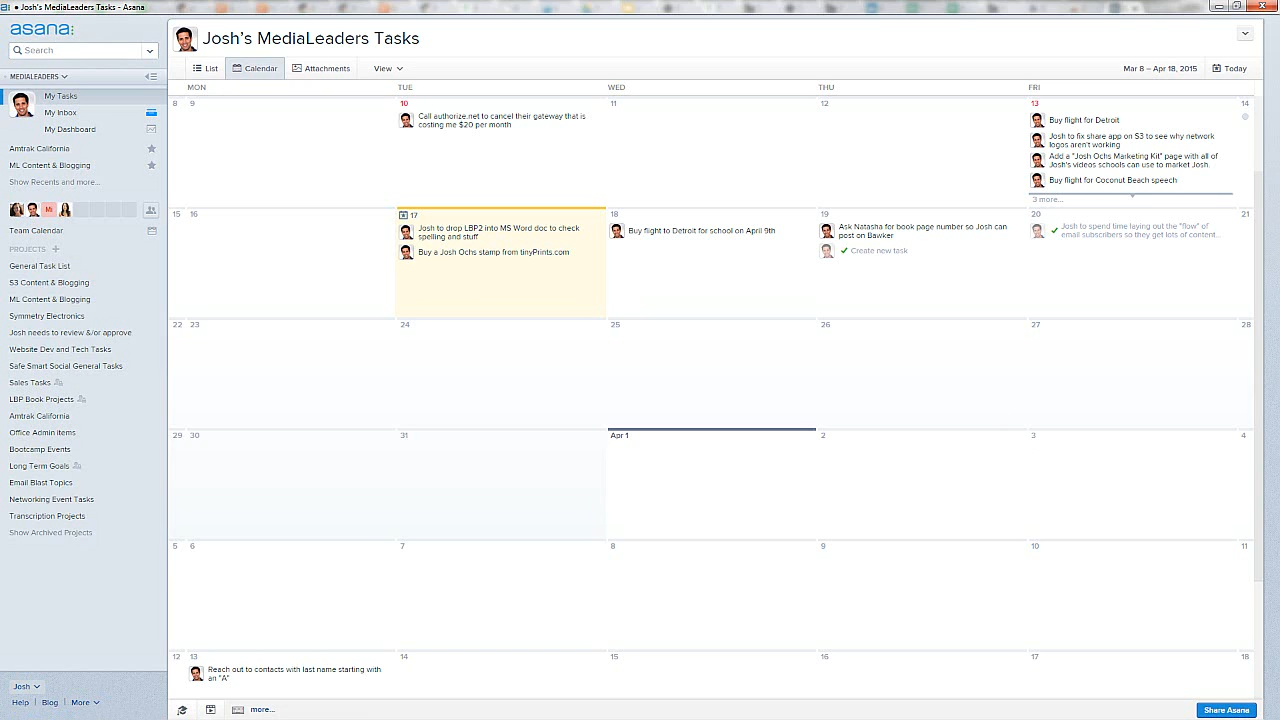 • Josh's MediaLeaders Tasks - Asana
asana:
Search
MEDIALEADERS
My Tasks
My Inbox
My Dashboard
Amtrak California
ML Content & Blogging
Show Recents and more...
M
Team Calendar
PROJECTS +
General Task List
S3 Content & Blogging
ML Content & Blogging
Symmetry Electronics
Josh needs to review &/or approve
Website Dev and Tech Tasks
Safe Smart Social General Tasks
Sales Tasks
LBP Book Projects
Amtrak California
Office Admin items
Bootcamp Events
Long Term Goals
Email Blast Topics
Networking Event Tasks
Transcription Projects
Show Archived Projects
Josh
Help | Blog | More
Josh's MediaLeaders Tasks
List Calendar Attachments View Mar 8 – Apr 18, 2015 Today
MON TUE WED THU FRI
8 9 10 11 12 13 14
Call authorize.net to cancel their gateway that is
costing me $20 per month
Buy flight for Detroit
Josh to fix share app on S3 to see why network
logos aren't working
Add a "Josh Ochs Marketing Kit" page with all of
Josh's videos schools can use to market Josh.
Buy flight for Coconut Beach speech
3 more...
15 16 17 18 19 20 21
Josh to drop LBP2 into MS Word doc to check
spelling and stuff
Buy a Josh Ochs stamp from tinyPrints.com
Buy flight to Detroit for school on April 9th
Ask Natasha for book page number so Josh can
post on Bawker
Create new task
Josh to spend time laying out the "flow" of
email subscribers so they get lots of content...
22 23 24 25 26 27 28
29 30 31 Apr 1 2 3 4
5 6 7 8 9 10 11
12 13 14 15 16 17 18
Reach out to contacts with last name starting with
an "A"
more...
Share Asana